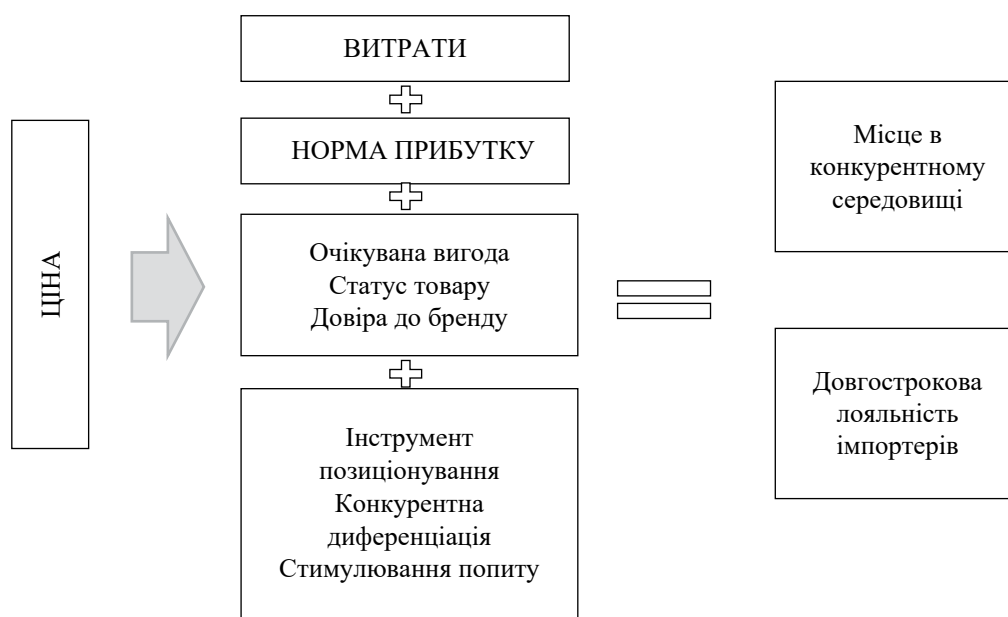 ЦІНА
ВИТРАТИ
НОРМА ПРИБУТКУ
Очікувана вигода
Статус товару
Довіра до бренду
Інструмент
позиціонування
Конкурентна
диференціація
Стимулювання попиту
Місце в
конкурентному
середовищі
Довгострокова
лояльність
імпортерів